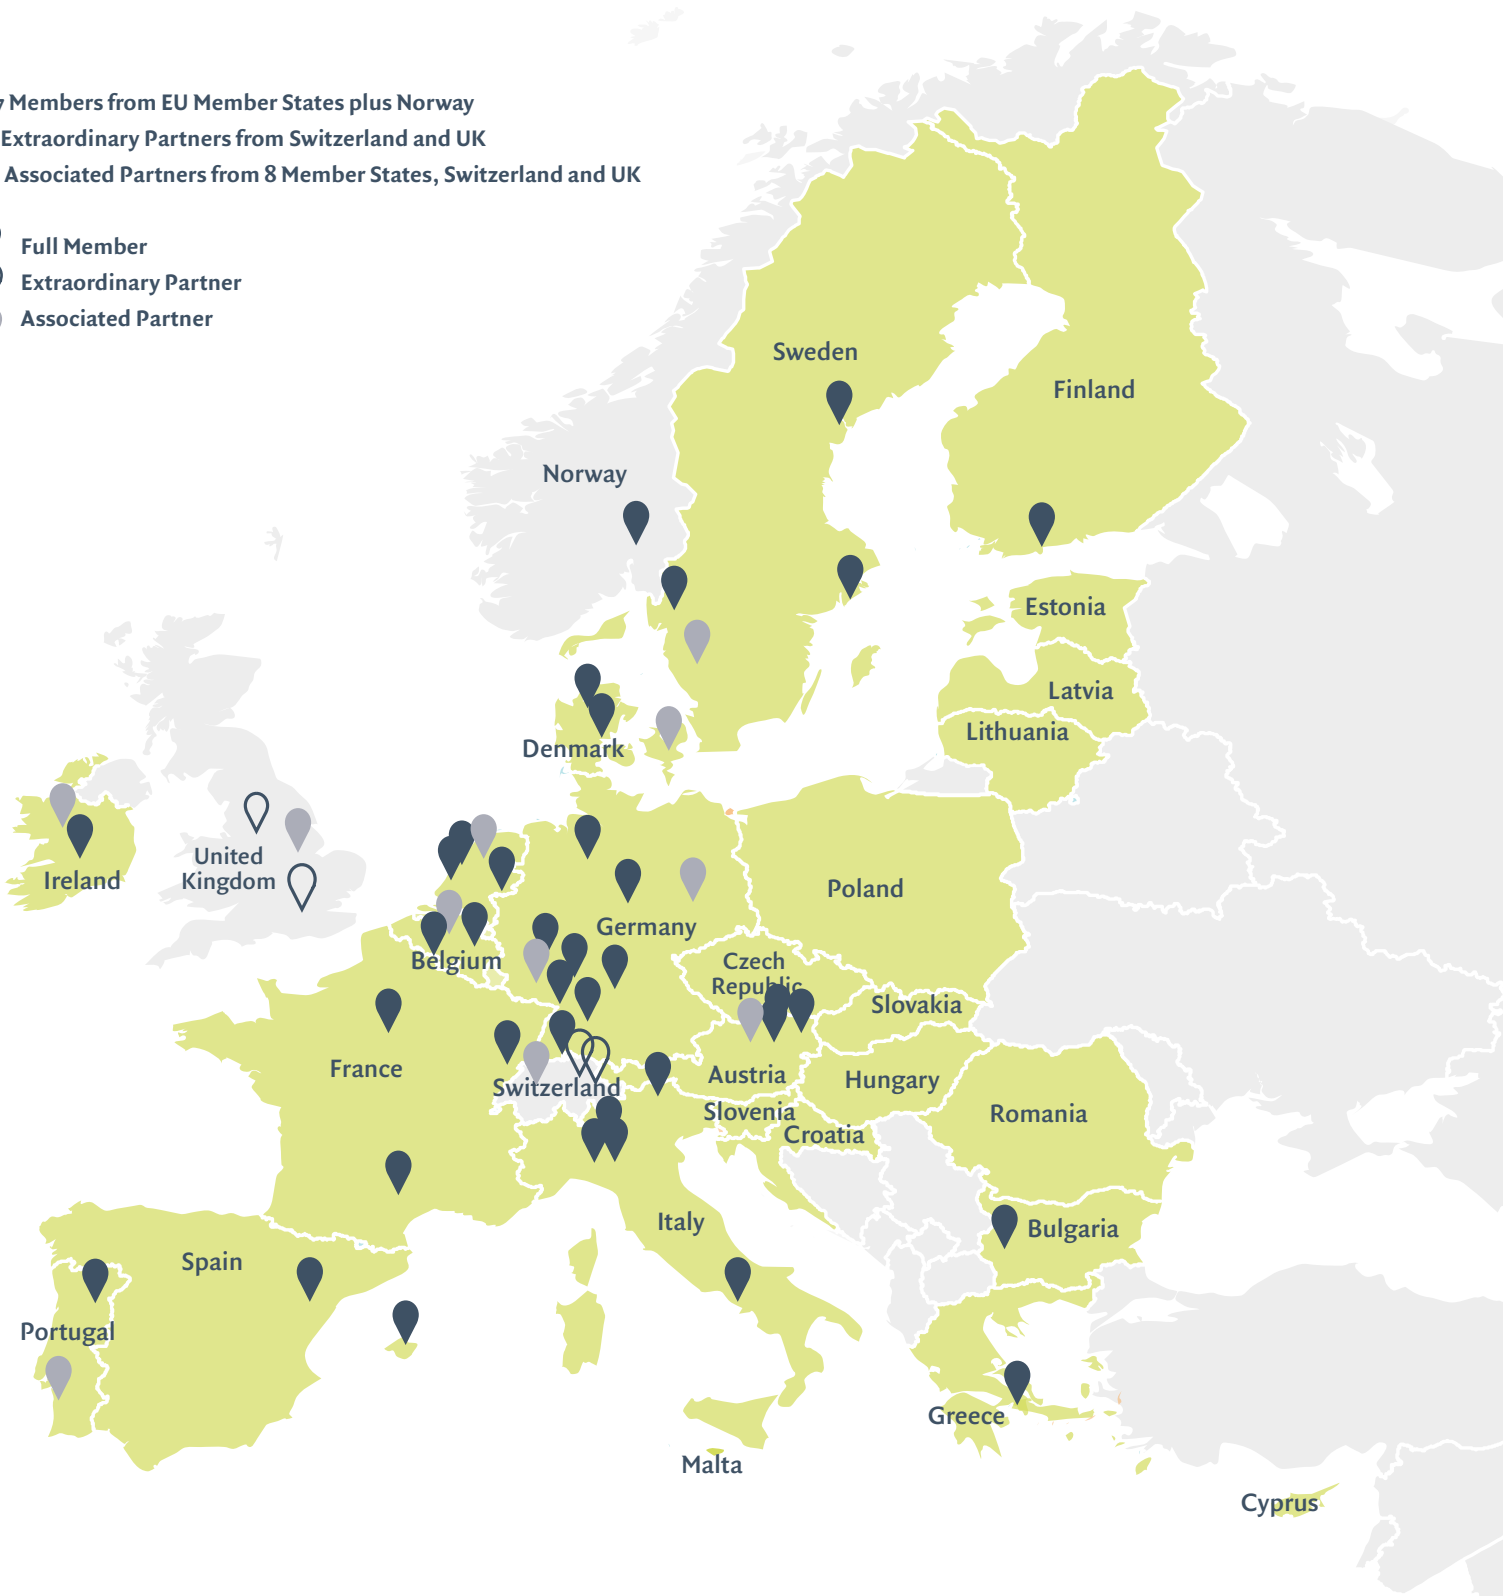 Members from EU Member States plus Norway
Extraordinary Partners from Switzerland and UK
Associated Partners from 8 Member States, Switzerland and UK
Full Member
Extraordinary Partner
Associated Partner
Sweden
Finland
Norway
Estonia
Latvia
Lithuania
Denmark
United
Kingdom
Ireland
Poland
Germany
Belgium
Czech
Republic
Slovakia
France
Switzerland
Austria
Hungary
Slovenia
Romania
Croatia
Italy
Bulgaria
Spain
Portugal
Greece
Malta
Cyprus